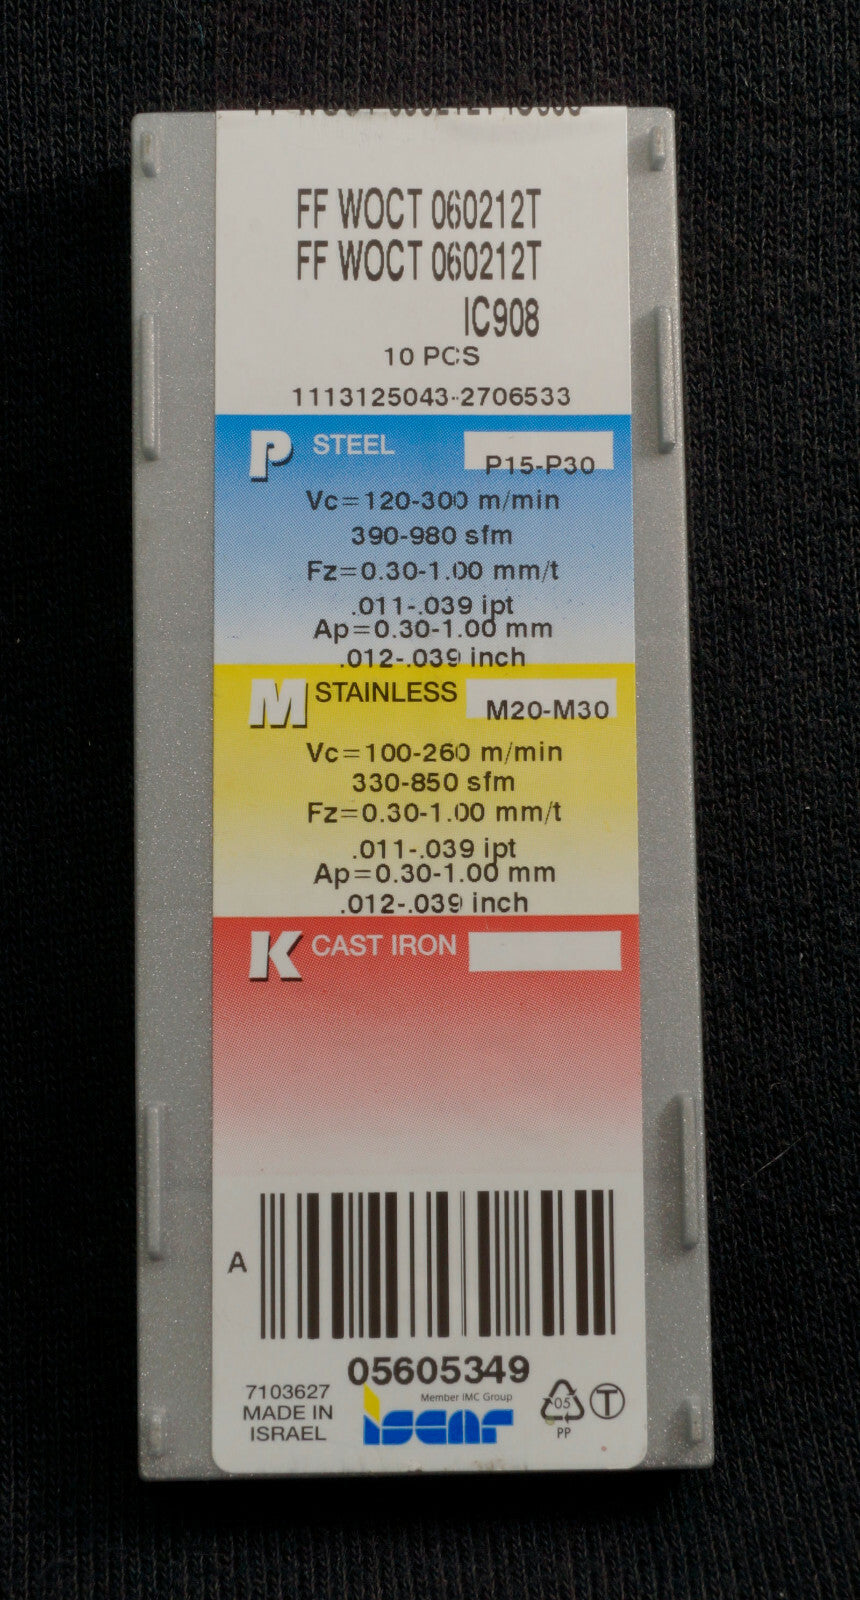 FF WOCT 060212T IC908
FF WOCT 060212T
FF WOCT 060212T
IC908
10 PCS
1113125043-2706533
P STEEL P15-P30
Vc=120-300 m/min
390-980 sfm
Fz=0.30-1.00 mm/t
.011-.039 ipt
Ap=0.30-1.00 mm
.012-.039 inch
M STAINLESS M20-M30
Vc=100-260 m/min
330-850 sfm
Fz=0.30-1.00 mm/t
.011-.039 ipt
Ap=0.30-1.00 mm
.012-.039 inch
K CAST IRON
A
05605349
7103627
MADE IN
ISRAEL
Member IMC Group
iscar
05
PP
T